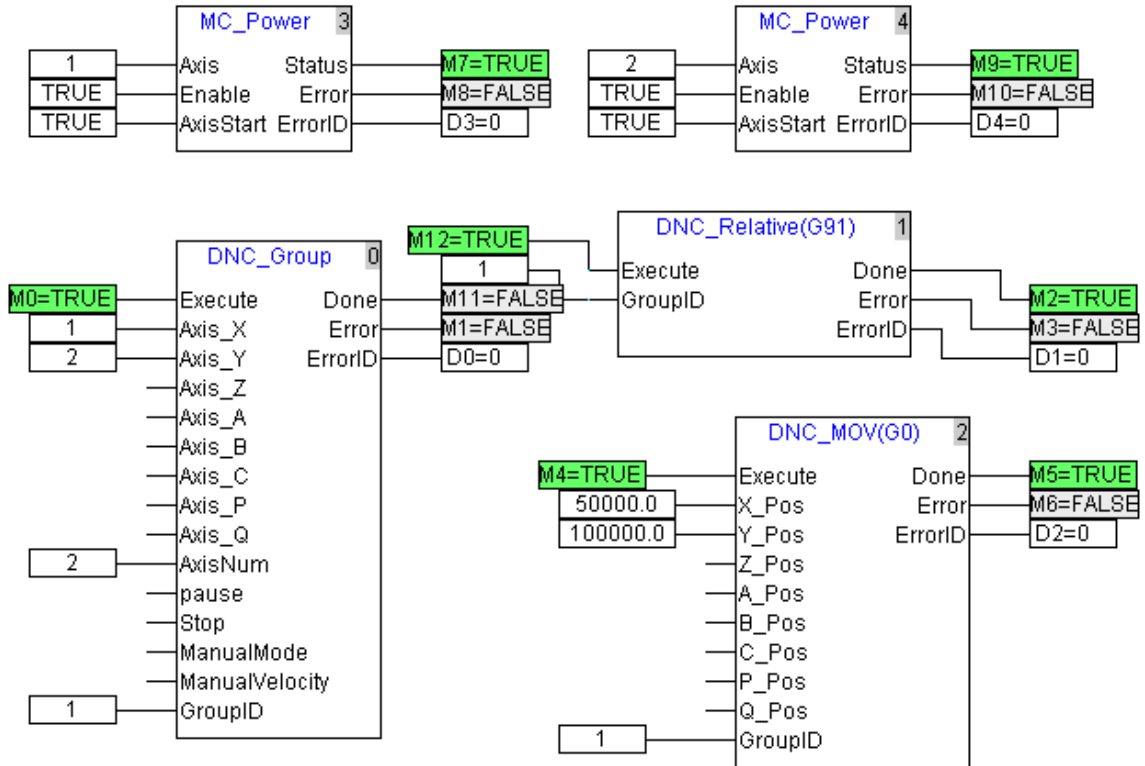 MC_Power 3
1 Axis Status M7=TRUE
TRUE Enable Error M8=FALSE
TRUE AxisStart ErrorID D3=0
MC_Power 4
2 Axis Status M9=TRUE
TRUE Enable Error M10=FALSE
TRUE AxisStart ErrorID D4=0
DNC_Group 0
M0=TRUE Execute Done M11=FALSE
1 Axis_X Error M1=FALSE
2 Axis_Y ErrorID D0=0
Axis_Z
Axis_A
Axis_B
Axis_C
Axis_P
Axis_Q
2 AxisNum
pause
Stop
ManualMode
ManualVelocity
1 GroupID
DNC_Relative(G91) 1
M12=TRUE Execute Done M2=TRUE
1 GroupID Error M3=FALSE
ErrorID D1=0
DNC_MOV(G0) 2
M4=TRUE Execute Done M5=TRUE
50000.0 X_Pos Error M6=FALSE
100000.0 Y_Pos ErrorID D2=0
Z_Pos
A_Pos
B_Pos
C_Pos
P_Pos
Q_Pos
1 GroupID